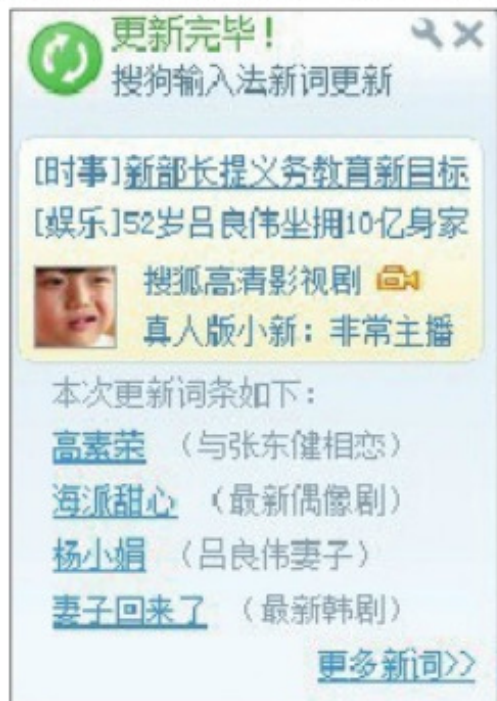 更新完毕！
搜狗输入法新词更新
[时事]新部长提义务教育新目标
[娱乐]52岁吕良伟坐拥10亿身家
搜狐高清影视剧
真人版小新：非常主播
本次更新词条如下：
高素荣 （与张东健相恋）
海派甜心 （最新偶像剧）
杨小娟 （吕良伟妻子）
妻子回来了 （最新韩剧）
更多新词>>